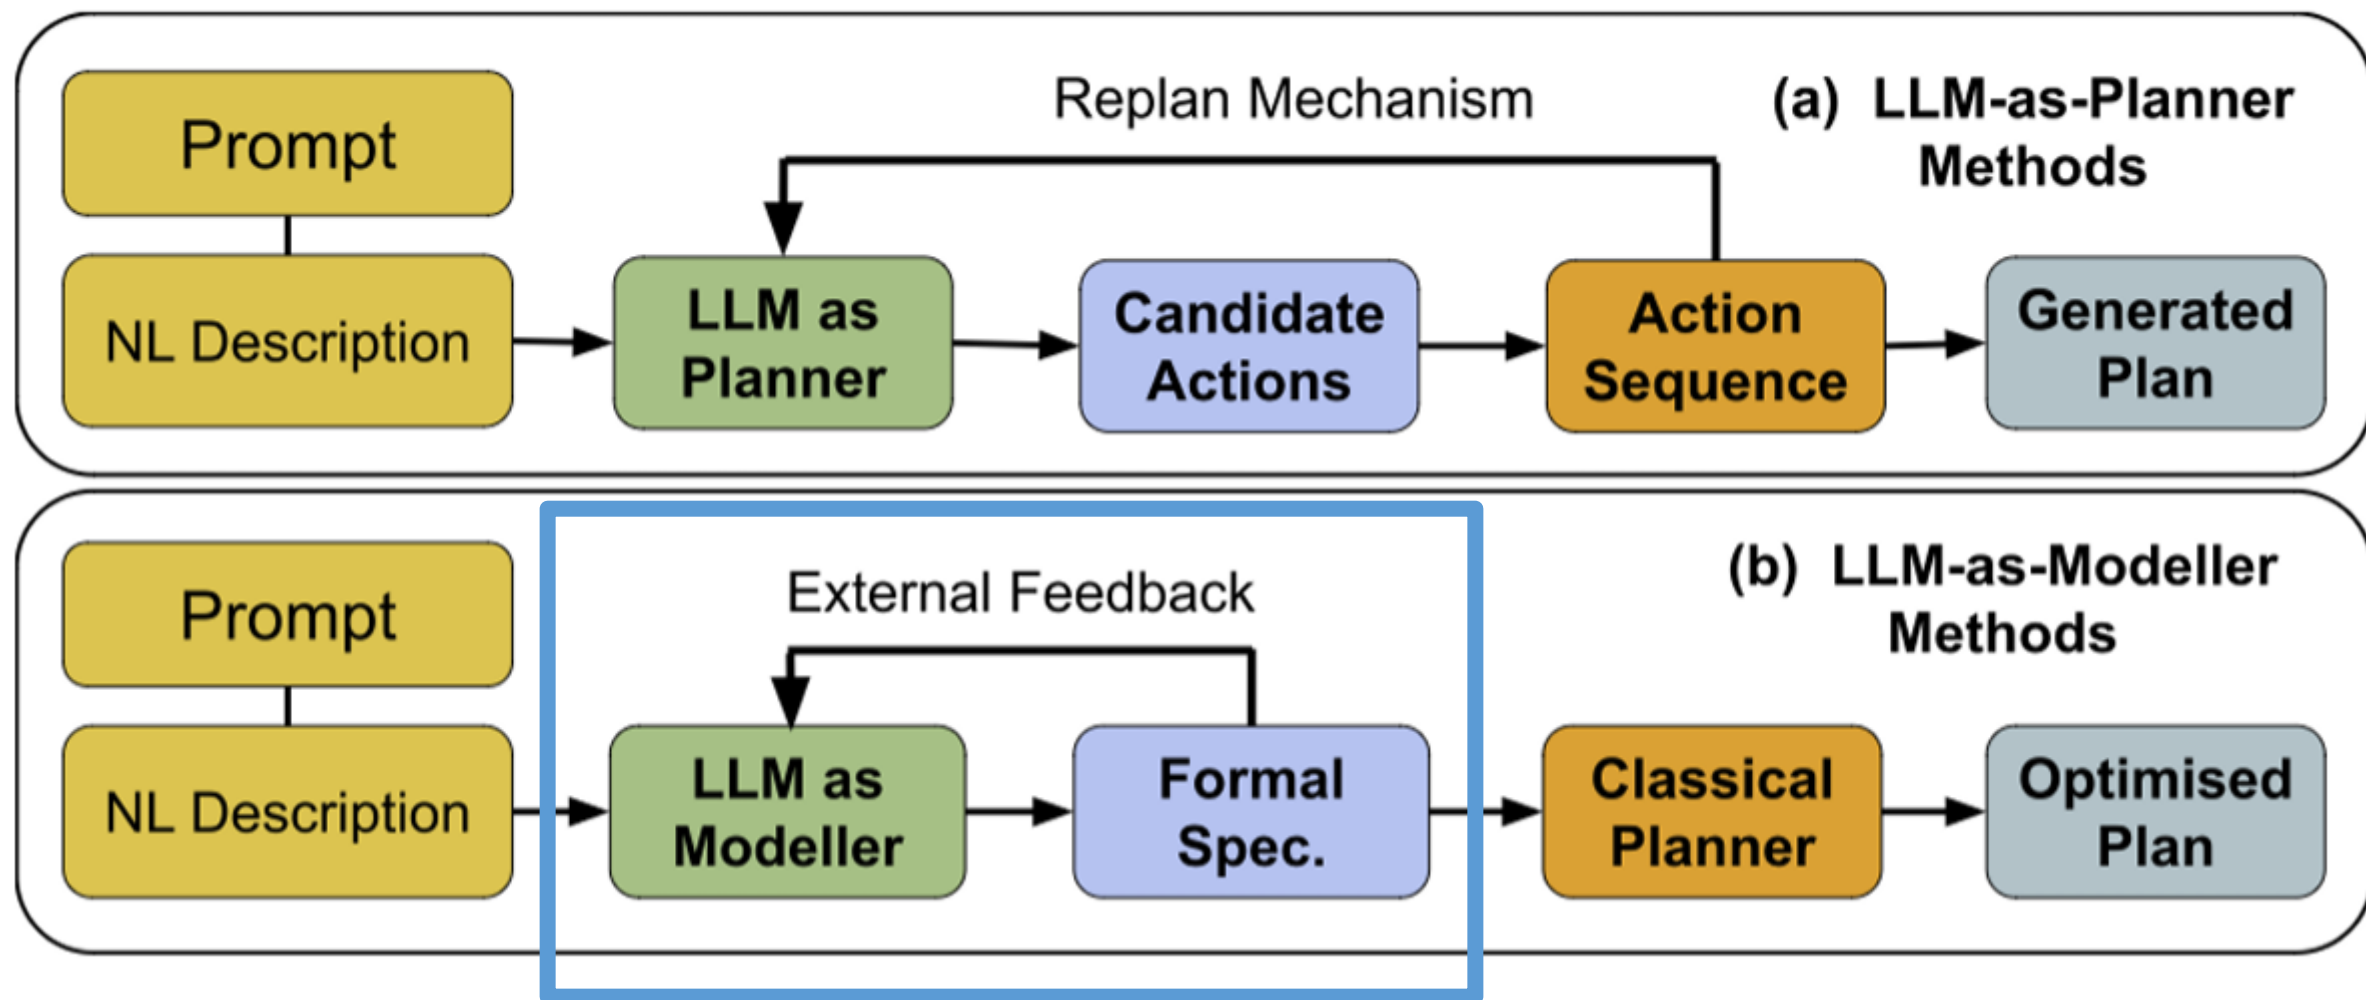 Replan Mechanism
(a) LLM-as-Planner
Methods
Prompt
NL Description
LLM as
Planner
Candidate
Actions
Action
Sequence
Generated
Plan
External Feedback
(b) LLM-as-Modeller
Methods
Prompt
NL Description
LLM as
Modeller
Formal
Spec.
Classical
Planner
Optimised
Plan